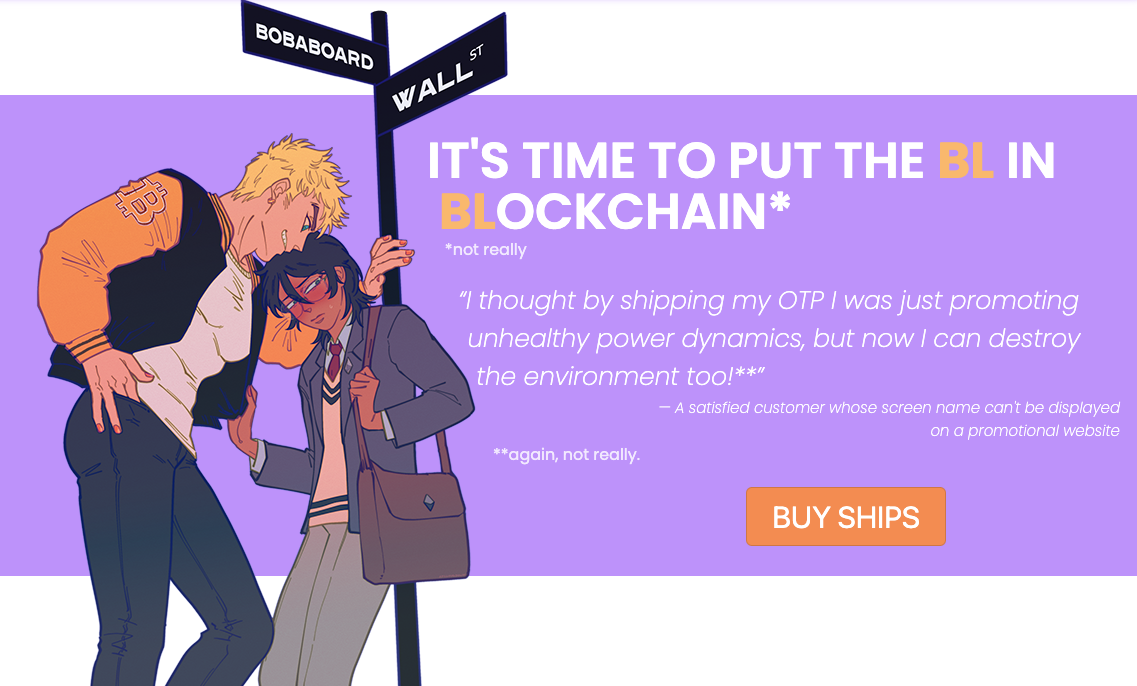 BOBABOARD
WALL ST
IT'S TIME TO PUT THE BL IN
BLOCKCHAIN*
*not really
“I thought by shipping my OTP I was just promoting
unhealthy power dynamics, but now I can destroy
the environment too!**”
— A satisfied customer whose screen name can't be displayed
on a promotional website
**again, not really.
BUY SHIPS